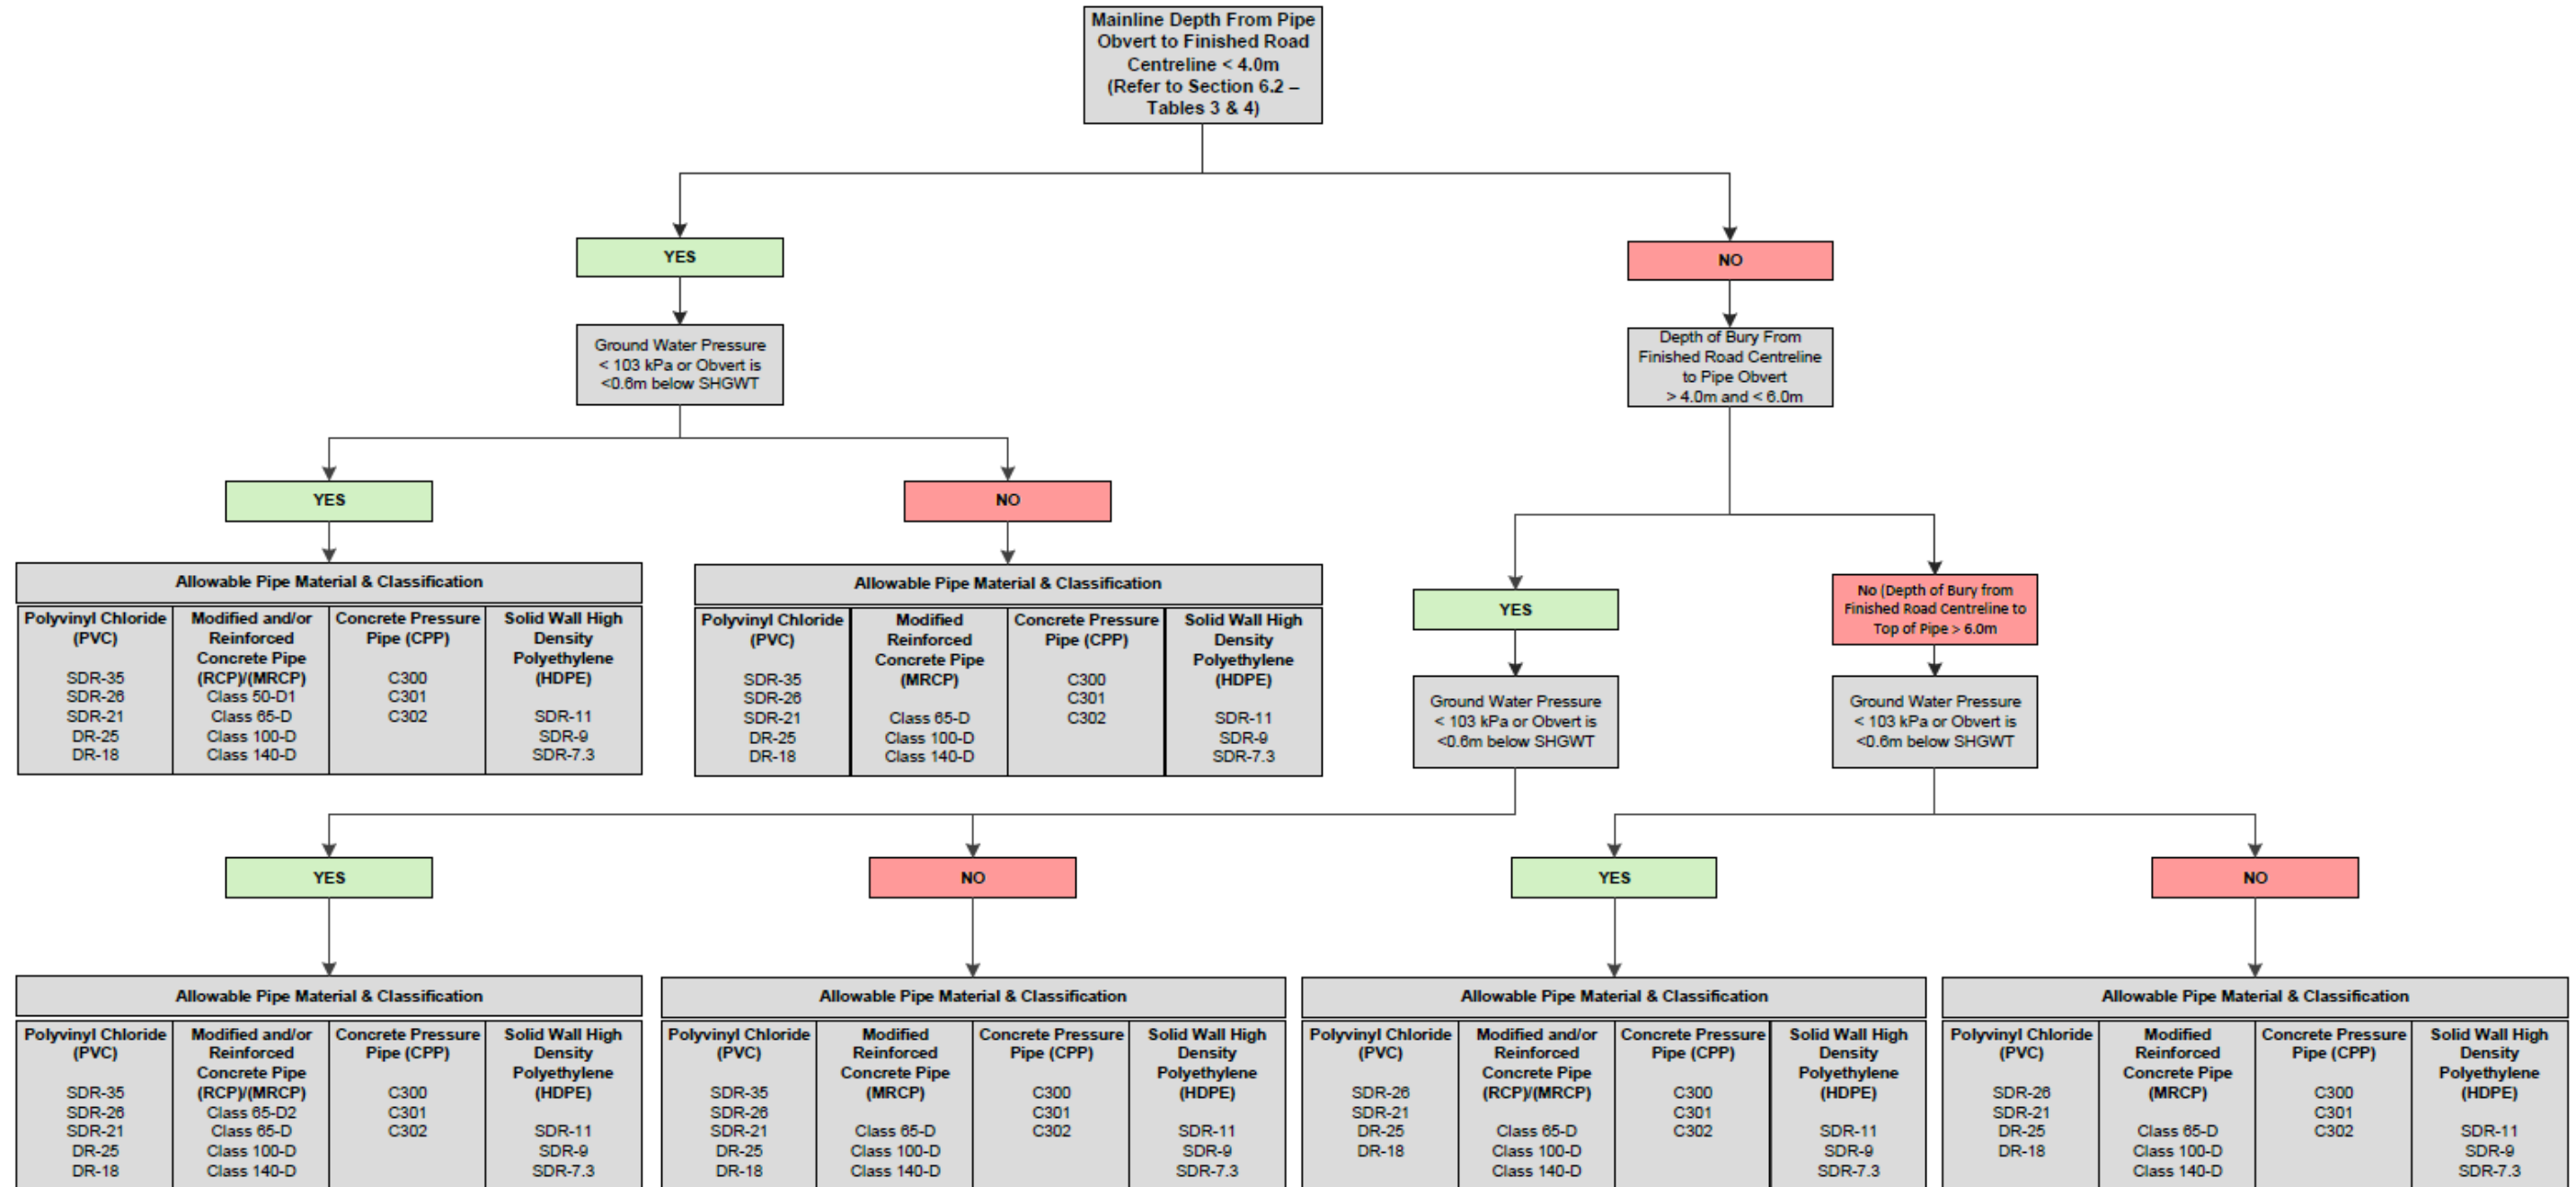 Mainline Depth From Pipe
Obvert to Finished Road
Centreline < 4.0m
(Refer to Section 6.2 –
Tables 3 & 4)
YES
NO
Ground Water Pressure
< 103 kPa or Obvert is
<0.6m below SHGWT
Depth of Bury From
Finished Road Centreline
to Pipe Obvert
> 4.0m and < 6.0m
YES
NO
Allowable Pipe Material & Classification
Polyvinyl Chloride
(PVC)
SDR-35
SDR-26
SDR-21
DR-25
DR-18
Modified and/or
Reinforced
Concrete Pipe
(RCP)/(MRCP)
Class 50-D1
Class 65-D
Class 100-D
Class 140-D
Concrete Pressure
Pipe (CPP)
C300
C301
C302
Solid Wall High
Density
Polyethylene
(HDPE)
SDR-11
SDR-9
SDR-7.3
Allowable Pipe Material & Classification
Polyvinyl Chloride
(PVC)
SDR-35
SDR-26
SDR-21
DR-25
DR-18
Modified
Reinforced
Concrete Pipe
(MRCP)
Class 65-D
Class 100-D
Class 140-D
Concrete Pressure
Pipe (CPP)
C300
C301
C302
Solid Wall High
Density
Polyethylene
(HDPE)
SDR-11
SDR-9
SDR-7.3
YES
No (Depth of Bury from
Finished Road Centreline to
Top of Pipe > 6.0m
Ground Water Pressure
< 103 kPa or Obvert is
<0.6m below SHGWT
Ground Water Pressure
< 103 kPa or Obvert is
<0.6m below SHGWT
YES
NO
YES
NO
Allowable Pipe Material & Classification
Polyvinyl Chloride
(PVC)
SDR-35
SDR-26
SDR-21
DR-25
DR-18
Modified and/or
Reinforced
Concrete Pipe
(RCP)/(MRCP)
Class 65-D2
Class 65-D
Class 100-D
Class 140-D
Concrete Pressure
Pipe (CPP)
C300
C301
C302
Solid Wall High
Density
Polyethylene
(HDPE)
SDR-11
SDR-9
SDR-7.3
Allowable Pipe Material & Classification
Polyvinyl Chloride
(PVC)
SDR-35
SDR-26
SDR-21
DR-25
DR-18
Modified
Reinforced
Concrete Pipe
(MRCP)
Class 65-D
Class 100-D
Class 140-D
Concrete Pressure
Pipe (CPP)
C300
C301
C302
Solid Wall High
Density
Polyethylene
(HDPE)
SDR-11
SDR-9
SDR-7.3
Allowable Pipe Material & Classification
Polyvinyl Chloride
(PVC)
SDR-26
SDR-21
DR-25
DR-18
Modified and/or
Reinforced
Concrete Pipe
(RCP)/(MRCP)
Class 65-D
Class 100-D
Class 140-D
Concrete Pressure
Pipe (CPP)
C300
C301
C302
Solid Wall High
Density
Polyethylene
(HDPE)
SDR-11
SDR-9
SDR-7.3
Allowable Pipe Material & Classification
Polyvinyl Chloride
(PVC)
SDR-26
SDR-21
DR-25
DR-18
Modified
Reinforced
Concrete Pipe
(MRCP)
Class 65-D
Class 100-D
Class 140-D
Concrete Pressure
Pipe (CPP)
C300
C301
C302
Solid Wall High
Density
Polyethylene
(HDPE)
SDR-11
SDR-9
SDR-7.3